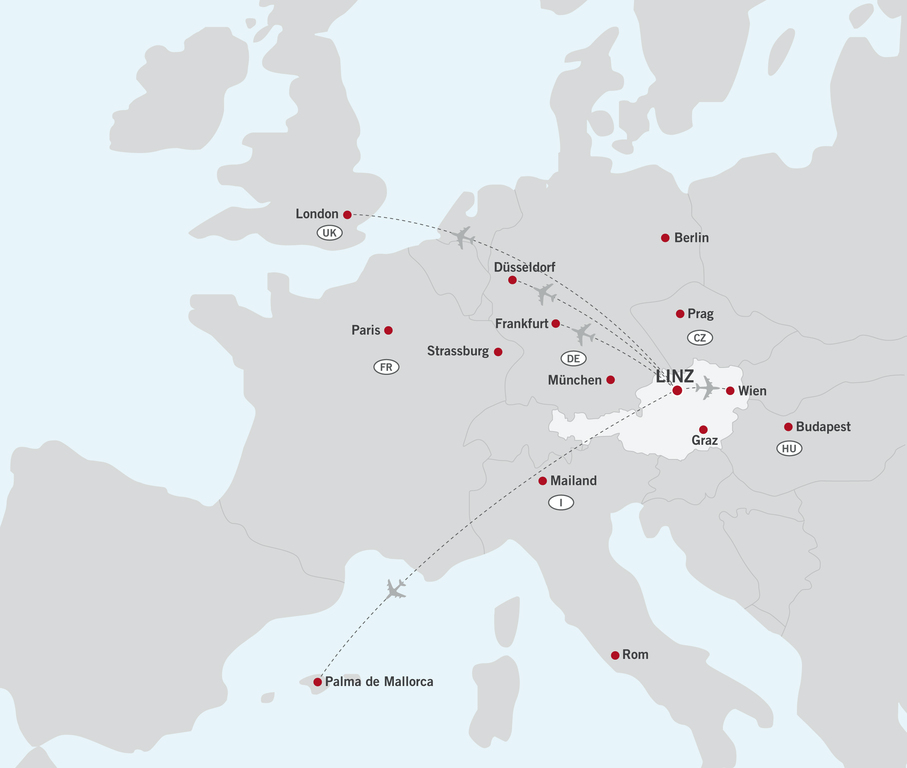 London
UK
Berlin
Düsseldorf
Prag
Frankfurt
Paris
CZ
Strassburg
DE
FR
LINZ
München
Wien
Budapest
Graz
HU
Mailand
I
Rom
Palma de Mallorca